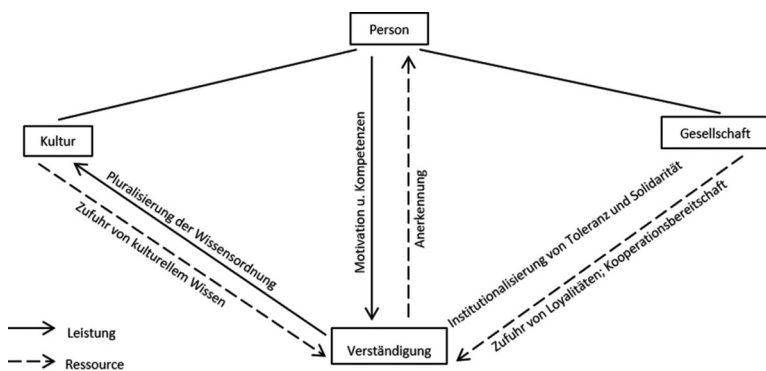 Person
Kultur
Gesellschaft
Pluralisierung der Wissensordnung
Zufuhr von kulturellem Wissen
Motivation u. Kompetenzen
Anerkennung
Institutionalisierung von Toleranz und Solidarität
Zufuhr von Loyalitäten; Kooperationsbereitschaft
Leistung
Verständigung
Ressource